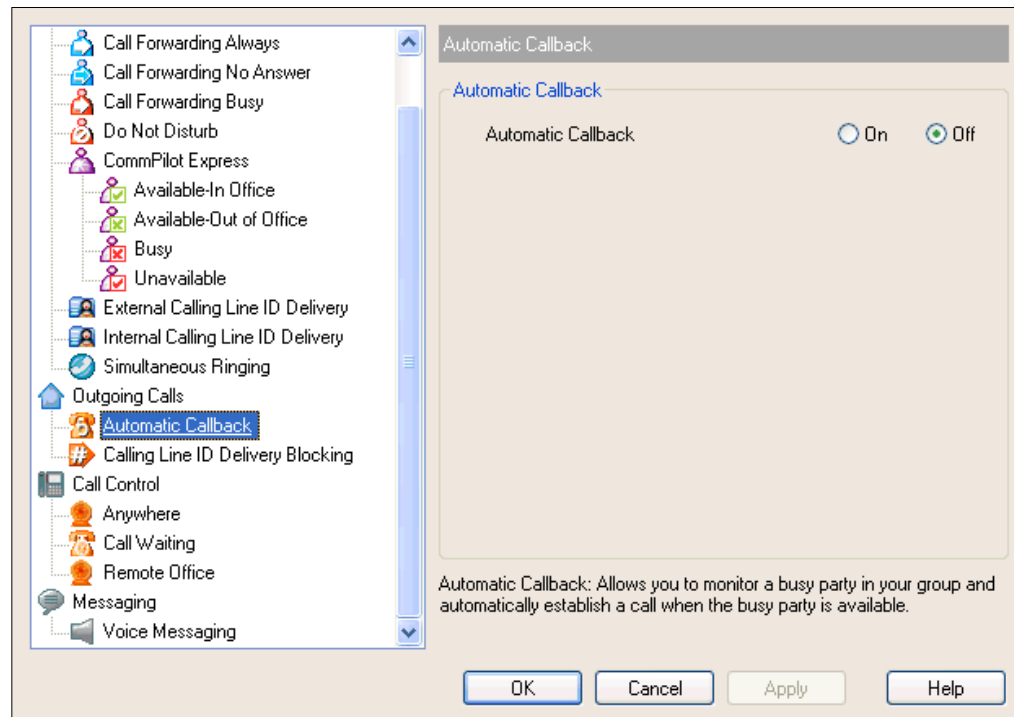 Call Forwarding Always
Call Forwarding No Answer
Call Forwarding Busy
Do Not Disturb
CommPilot Express
Available-In Office
Available-Out of Office
Busy
Unavailable
External Calling Line ID Delivery
Internal Calling Line ID Delivery
Simultaneous Ringing
Outgoing Calls
Automatic Callback
Calling Line ID Delivery Blocking
Call Control
Anywhere
Call Waiting
Remote Office
Messaging
Voice Messaging
Automatic Callback
Automatic Callback
Automatic Callback On Off
Automatic Callback: Allows you to monitor a busy party in your group and
automatically establish a call when the busy party is available.
OK Cancel Apply Help